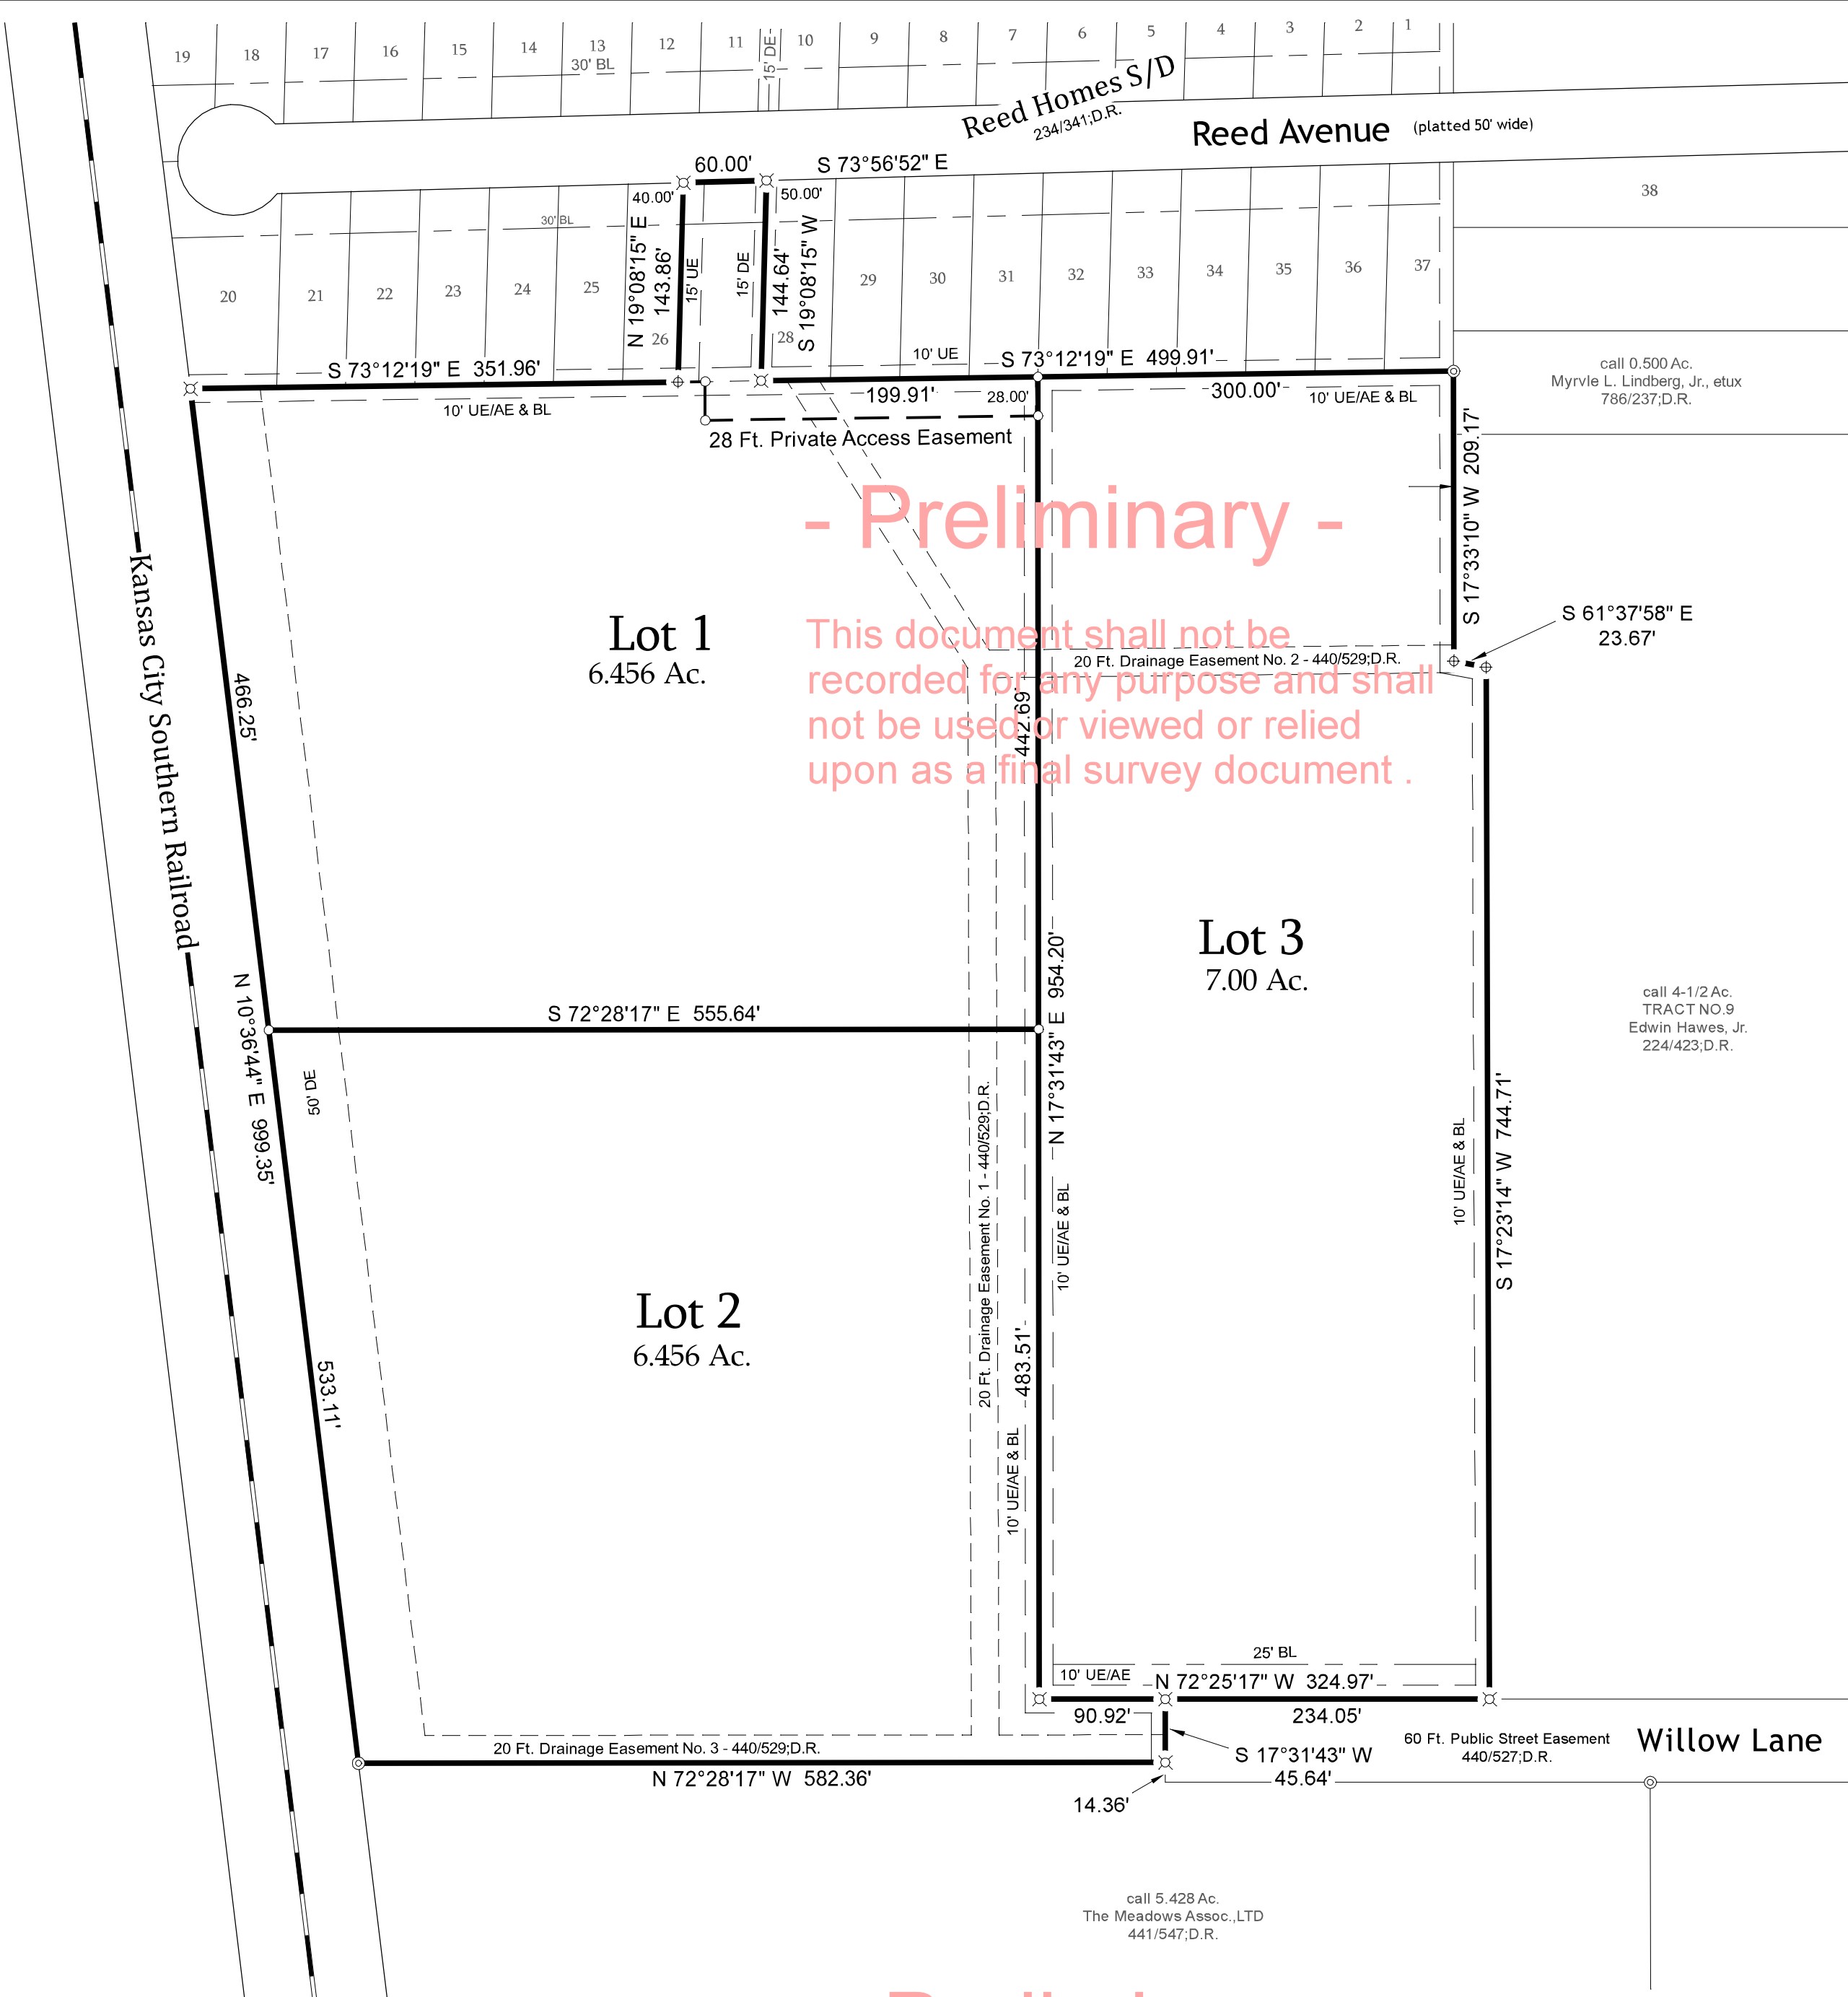 19
18
17
16
15
14
13
30' BL
12
11
15' DE
10
9
8
7
6
5
4
3
2
1
Reed Homes S/D
234/341;D.R.
Reed Avenue
(platted 50' wide)
60.00'
S 73°56'52" E
40.00'
50.00'
30' BL
N 19°08'15" E
143.86'
15' UE
15' DE
144.64'
S 19°08'15" W
20
21
22
23
24
25
26
28
29
30
31
32
33
34
35
36
37
38
S 73°12'19" E 351.96'
10' UE
S 73°12'19" E 499.91'
10' UE/AE & BL
199.91'
28.00'
300.00'
10' UE/AE & BL
28 Ft. Private Access Easement
call 0.500 Ac.
Myrvle L. Lindberg, Jr., etux
786/237;D.R.
S 17°33'10" W 209.17'
- Preliminary -
This document shall not be
recorded for any purpose and shall
not be used or viewed or relied
upon as a final survey document .
S 61°37'58" E
23.67'
20 Ft. Drainage Easement No. 2 - 440/529;D.R.
Kansas City Southern Railroad
Lot 1
6.456 Ac.
466.25'
442.69'
Lot 3
7.00 Ac.
N 17°31'43" E 954.20'
call 4-1/2 Ac.
TRACT NO.9
Edwin Hawes, Jr.
224/423;D.R.
N 10°36'44" E 999.35'
S 72°28'17" E 555.64'
50' DE
20 Ft. Drainage Easement No. 1 - 440/529;D.R.
10' UE/AE & BL
10' UE/AE & BL
S 17°23'14" W 744.71'
Lot 2
6.456 Ac.
533.11'
483.51'
10' UE/AE & BL
25' BL
10' UE/AE
N 72°25'17" W 324.97'
90.92'
234.05'
60 Ft. Public Street Easement
440/527;D.R.
Willow Lane
20 Ft. Drainage Easement No. 3 - 440/529;D.R.
N 72°28'17" W 582.36'
S 17°31'43" W
45.64'
14.36'
call 5.428 Ac.
The Meadows Assoc.,LTD
441/547;D.R.